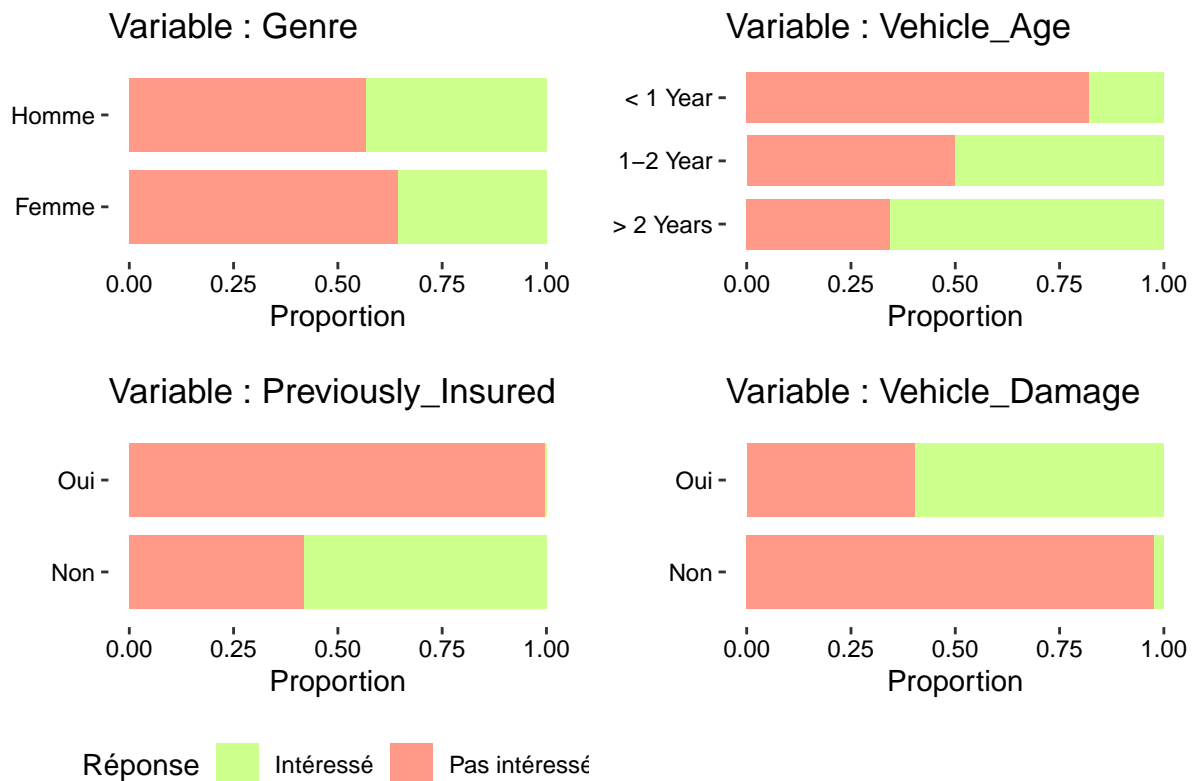 Variable : Genre
Homme
Femme
0.00 0.25 0.50 0.75 1.00
Proportion
Variable : Vehicle_Age
< 1 Year
1–2 Year
> 2 Years
0.00 0.25 0.50 0.75 1.00
Proportion
Variable : Previously_Insured
Oui
Non
0.00 0.25 0.50 0.75 1.00
Proportion
Variable : Vehicle_Damage
Oui
Non
0.00 0.25 0.50 0.75 1.00
Proportion
Réponse Intéressé Pas intéressé